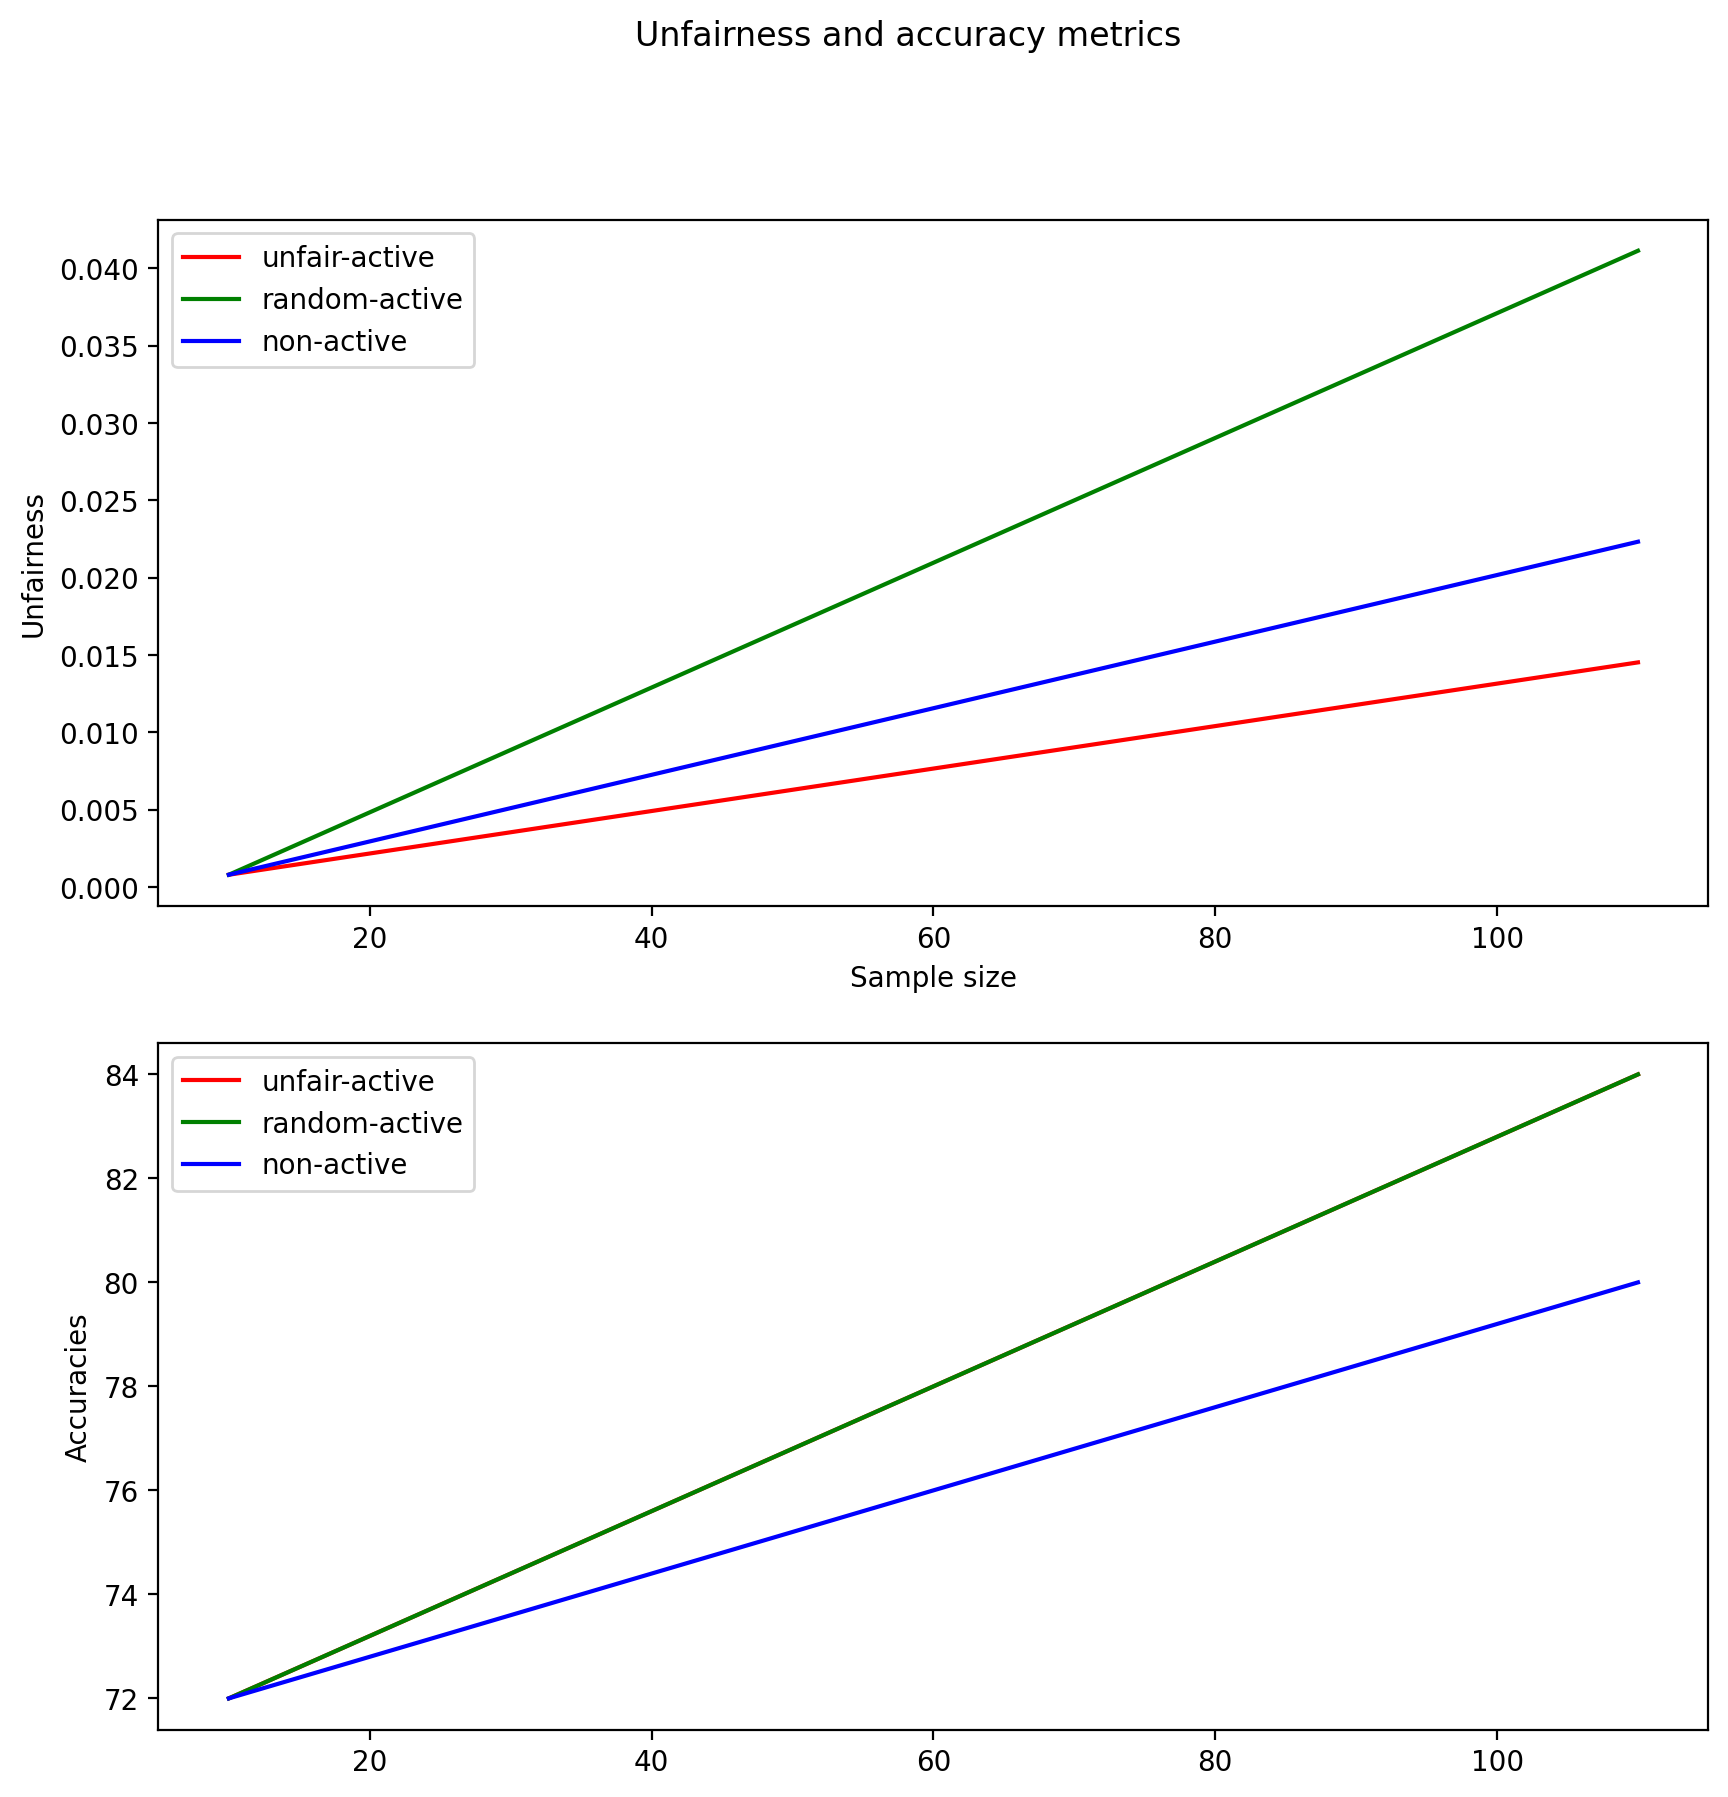 Unfairness and accuracy metrics
unfair-active
random-active
non-active
0.040
0.035
0.030
0.025
0.020
0.015
0.010
0.005
0.000
Unfairness
20 40 60 80 100
Sample size
unfair-active
random-active
non-active
84
82
80
78
76
74
72
Accuracies
20 40 60 80 100